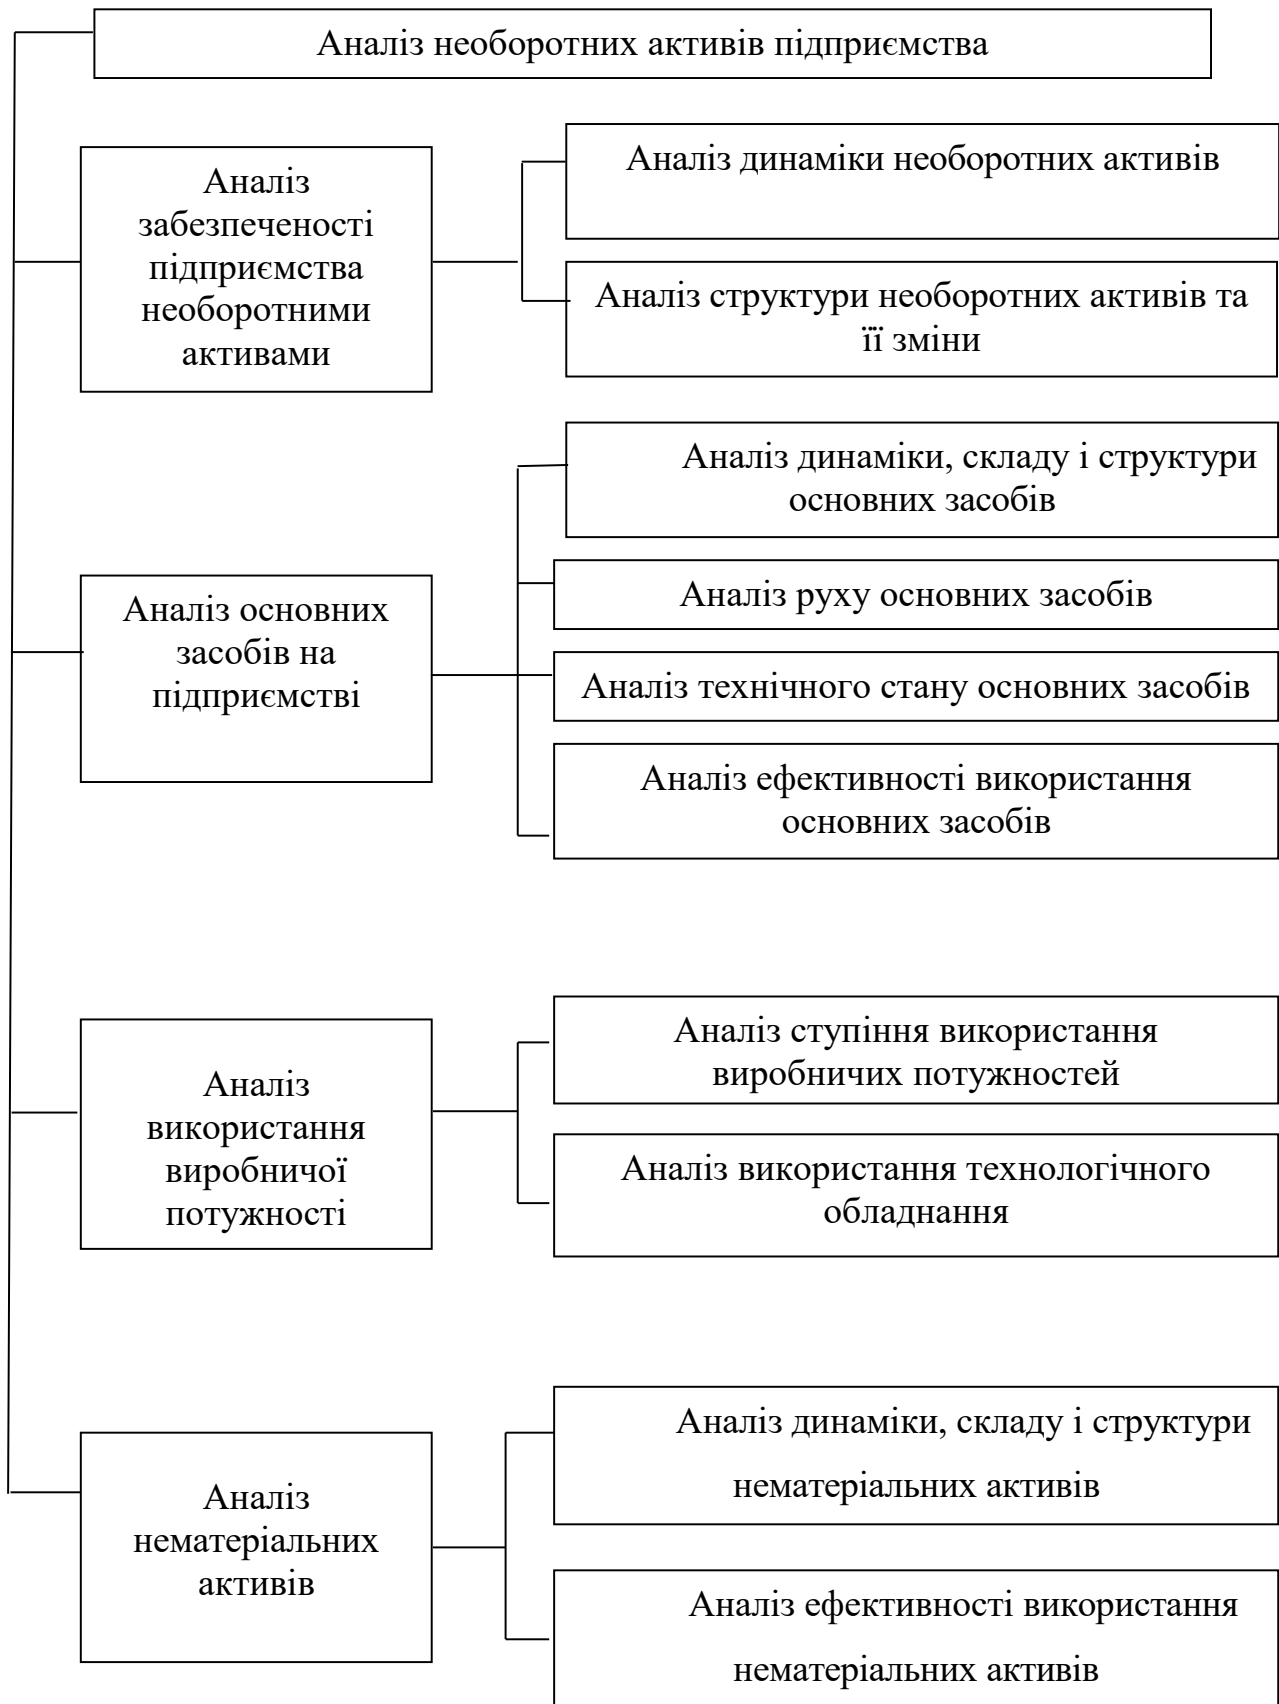 Аналіз необоротних активів підприємства
Аналіз
забезпеченості
підприємства
необоротними
активами
Аналіз динаміки необоротних активів
Аналіз структури необоротних активів та
її зміни
Аналіз основних
засобів на
підприємстві
Аналіз динаміки, складу і структури
основних засобів
Аналіз руху основних засобів
Аналіз технічного стану основних засобів
Аналіз ефективності використання
основних засобів
Аналіз
використання
виробничої
потужності
Аналіз ступіння використання
виробничих потужностей
Аналіз використання технологічного
обладнання
Аналіз
нематеріальних
активів
Аналіз динаміки, складу і структури
нематеріальних активів
Аналіз ефективності використання
нематеріальних активів